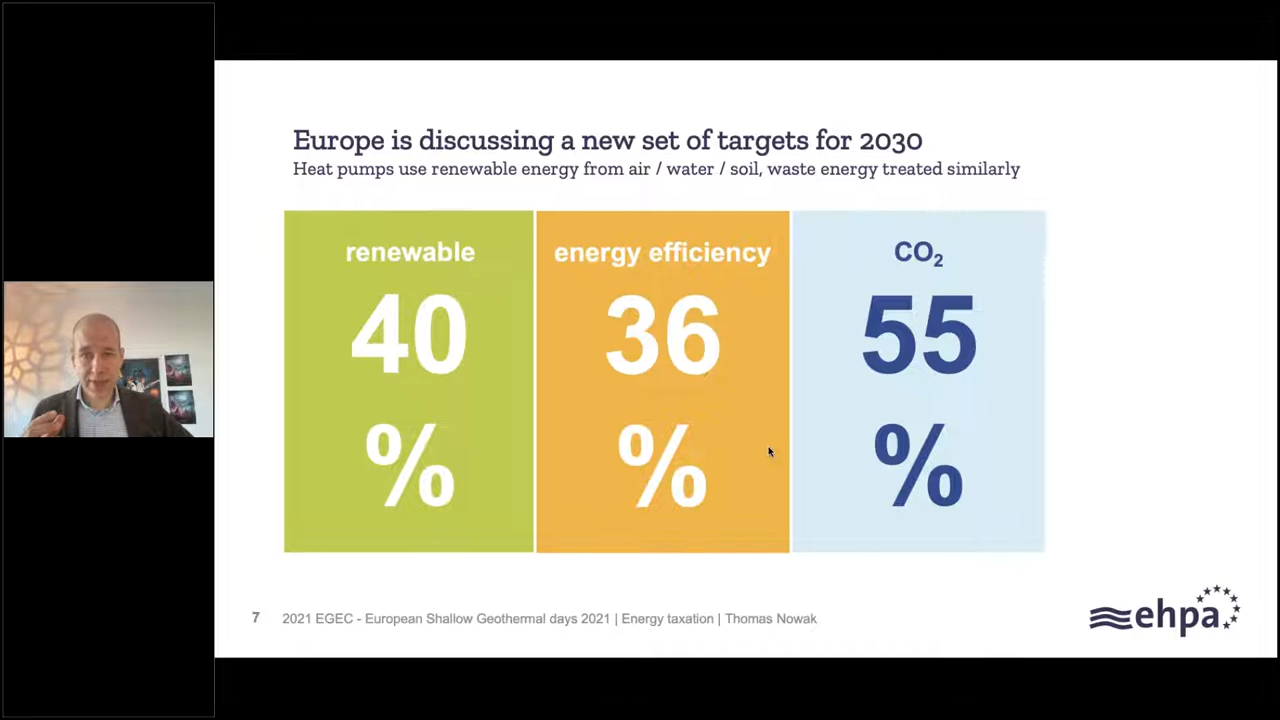 Europe is discussing a new set of targets for 2030
Heat pumps use renewable energy from air / water / soil, waste energy treated similarly
renewable
40
%
energy efficiency
36
%
CO₂
55
%
7 2021 EGEC - European Shallow Geothermal days 2021 | Energy taxation | Thomas Nowak
ehpa